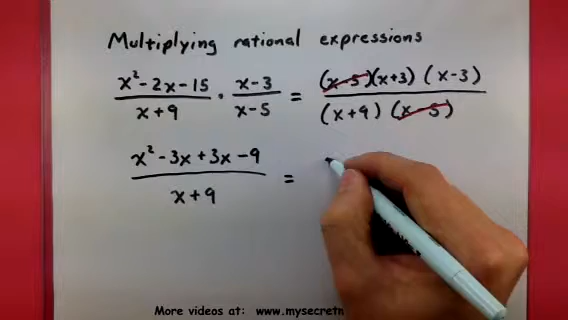 Multiplying rational expressions
x² - 2x - 15 / x + 9 · x - 3 / x - 5 = (x - 5)(x + 3) (x - 3) / (x + 9) (x - 5)
x² - 3x + 3x - 9 / x + 9 =
More videos at: www.mysecretm